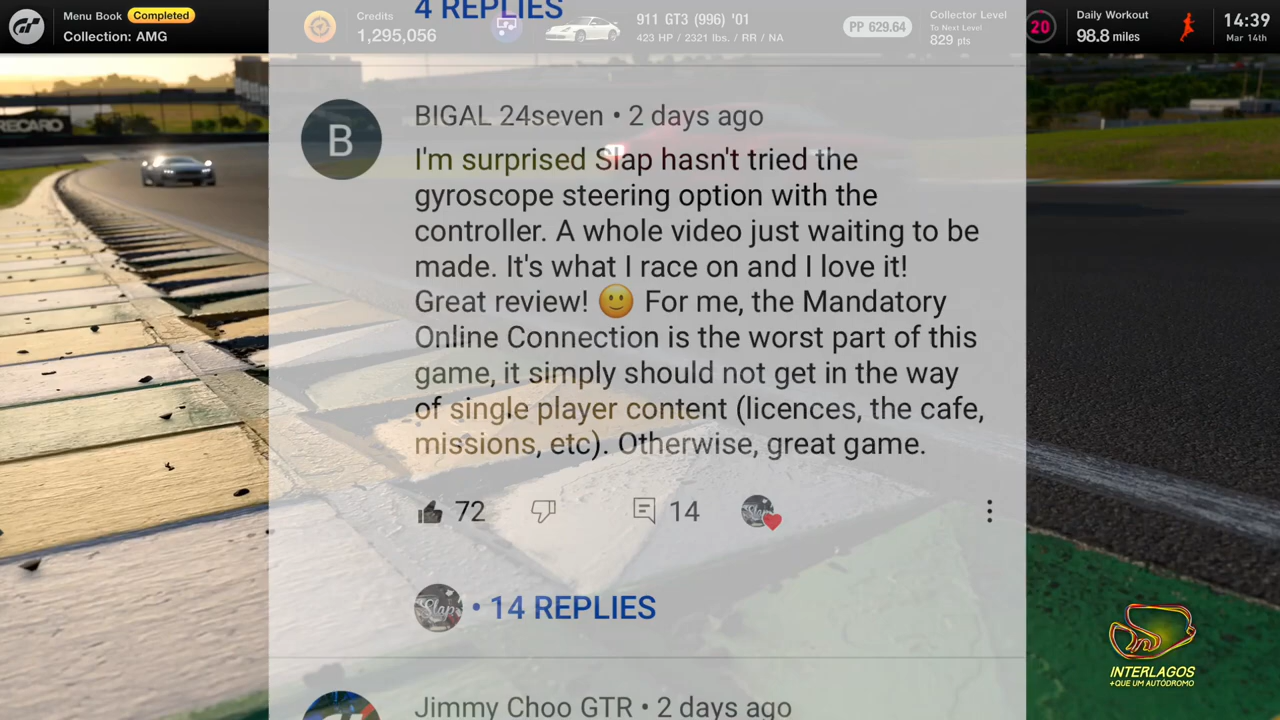 Menu Book Completed
Collection: AMG
4 REPLIES
Credits
1,295,056
911 GT3 (996) '01
423 HP / 2321 lbs. / RR / NA
PP 629.64
Collector Level
To Next Level
829 pts
20
Daily Workout
98.8 miles
14:39
Mar 14th
RECARO
B
BIGAL 24seven • 2 days ago
I'm surprised Slap hasn't tried the
gyroscope steering option with the
controller. A whole video just waiting to be
made. It's what I race on and I love it!
Great review! 🙂 For me, the Mandatory
Online Connection is the worst part of this
game, it simply should not get in the way
of single player content (licences, the cafe,
missions, etc). Otherwise, great game.
72
14
Slap
Slap • 14 REPLIES
INTERLAGOS
+QUE UM AUTÓDROMO
Jimmy Choo GTR • 2 days ago